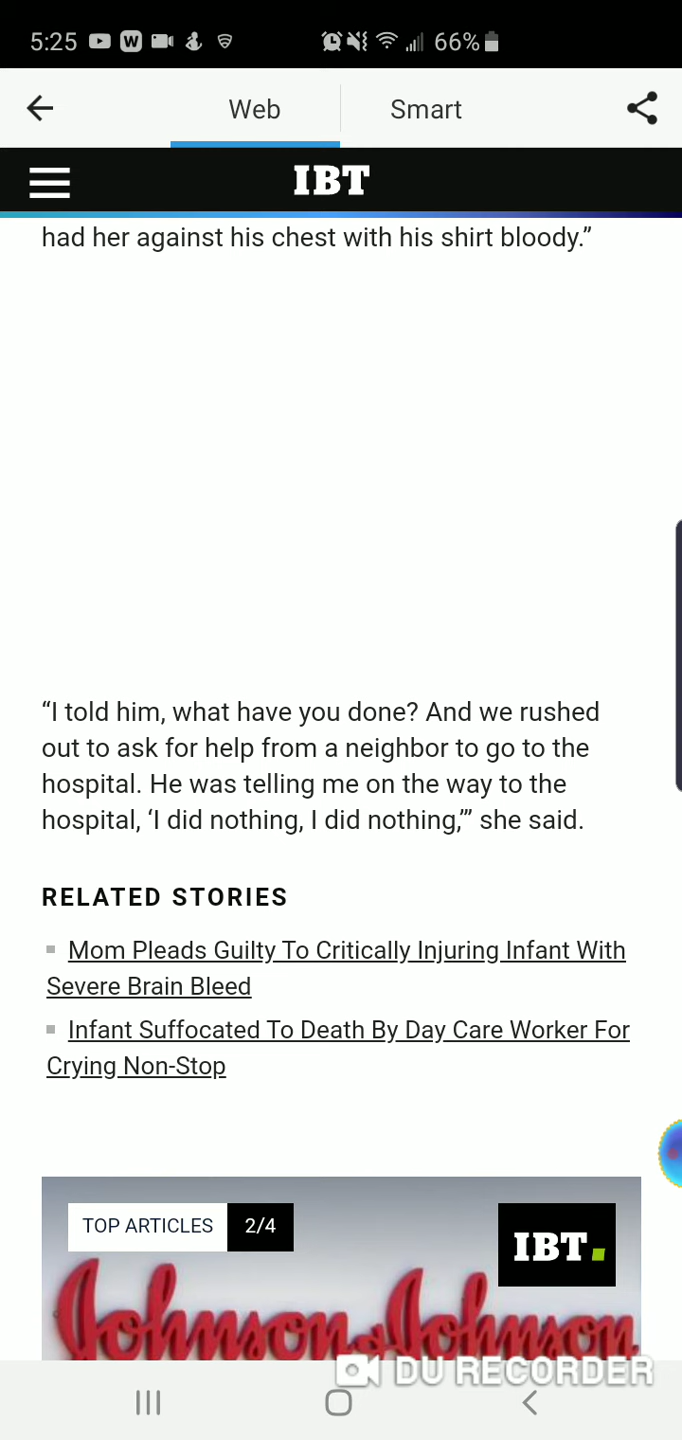 5:25 W 66%
Web Smart
IBT
had her against his chest with his shirt bloody.”
“I told him, what have you done? And we rushed
out to ask for help from a neighbor to go to the
hospital. He was telling me on the way to the
hospital, ‘I did nothing, I did nothing,’” she said.
RELATED STORIES
Mom Pleads Guilty To Critically Injuring Infant With
Severe Brain Bleed
Infant Suffocated To Death By Day Care Worker For
Crying Non-Stop
TOP ARTICLES 2/4
IBT
Johnson & Johnson
DU RECORDER